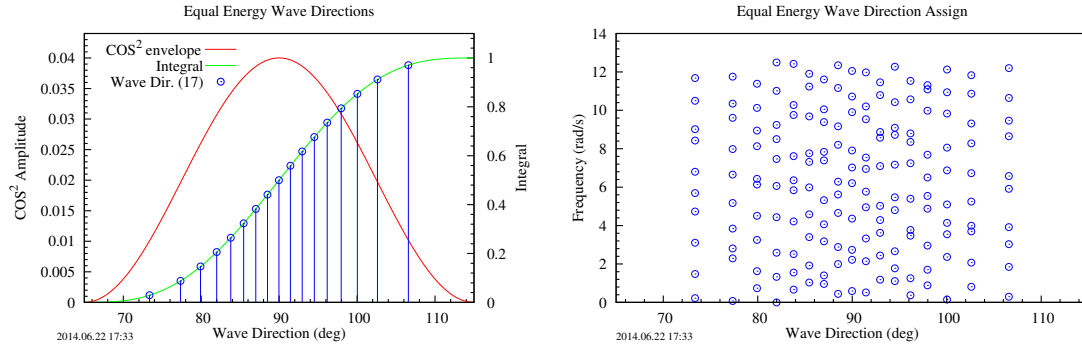 Equal Energy Wave Directions
COS² envelope
Integral
Wave Dir. (17)
0.04
0.035
0.03
0.025
0.02
0.015
0.01
0.005
0
COS² Amplitude
1
0.8
0.6
0.4
0.2
0
Integral
70 80 90 100 110
Wave Direction (deg)
2014.06.22 17:33
Equal Energy Wave Direction Assign
14
12
10
8
6
4
2
0
Frequency (rad/s)
70 80 90 100 110
Wave Direction (deg)
2014.06.22 17:33